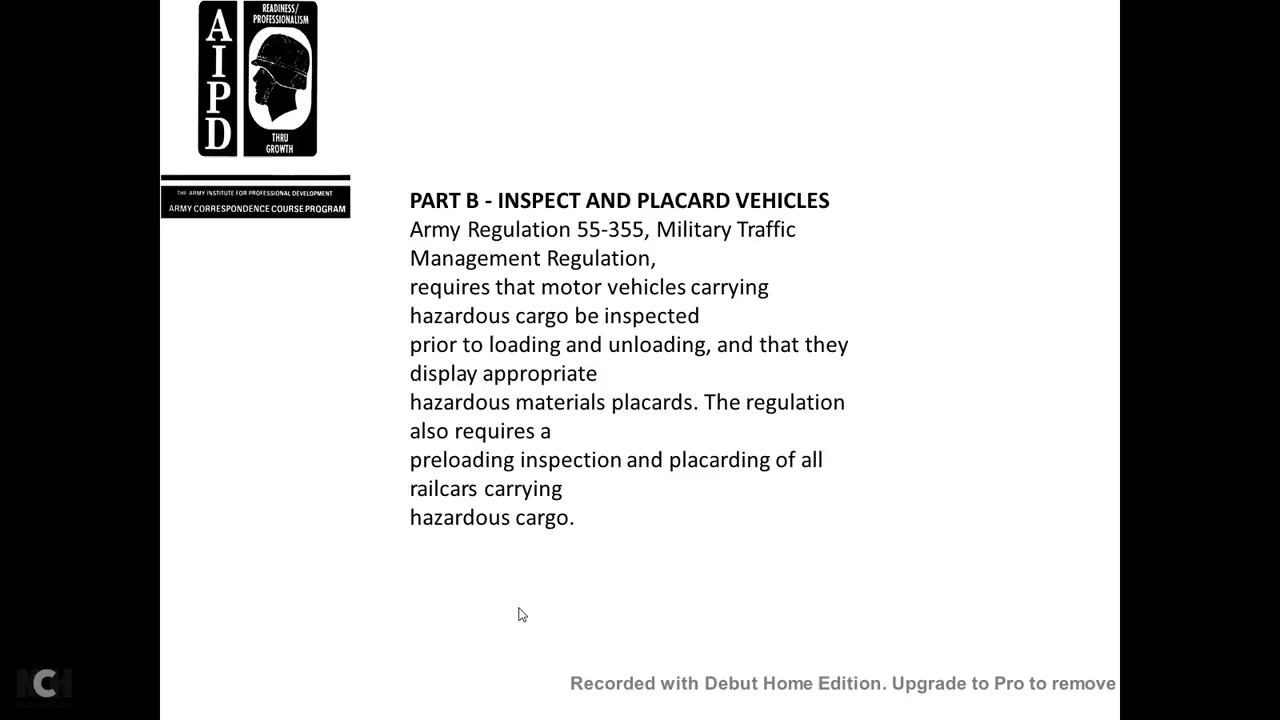 READINESS/
PROFESSIONALISM
AIPD
THRU
GROWTH
THE ARMY INSTITUTE FOR PROFESSIONAL DEVELOPMENT
ARMY CORRESPONDENCE COURSE PROGRAM
PART B - INSPECT AND PLACARD VEHICLES
Army Regulation 55-355, Military Traffic
Management Regulation,
requires that motor vehicles carrying
hazardous cargo be inspected
prior to loading and unloading, and that they
display appropriate
hazardous materials placards. The regulation
also requires a
preloading inspection and placarding of all
railcars carrying
hazardous cargo.
NCH
Recorded with Debut Home Edition. Upgrade to Pro to remove